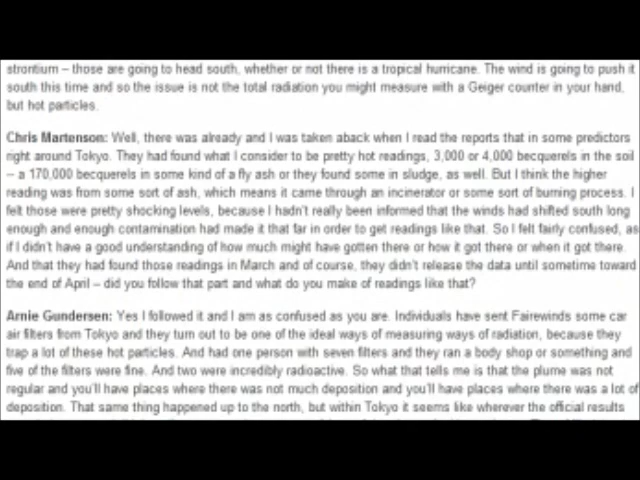 strontium – those are going to head south, whether or not there is a tropical hurricane. The wind is going to push it
south this time and so the issue is not the total radiation you might measure with a Geiger counter in your hand,
but hot particles.
Chris Martenson: Well, there was already and I was taken aback when I read the reports that in some predictors
right around Tokyo. They had found what I consider to be pretty hot readings, 3,000 or 4,000 becquerels in the soil
– a 170,000 becquerels in some kind of a fly ash or they found some in sludge, as well. But I think the higher
reading was from some sort of ash, which means it came through an incinerator or some sort of burning process. I
felt those were pretty shocking levels, because I hadn't really been informed that the winds had shifted south long
enough and enough contamination had made it that far in order to get readings like that. So I felt fairly confused, as
if I didn't have a good understanding of how much might have gotten there or how it got there or when it got there.
And that they had found those readings in March and of course, they didn't release the data until sometime toward
the end of April – did you follow that part and what do you make of readings like that?
Arnie Gundersen: Yes I followed it and I am as confused as you are. Individuals have sent Fairewinds some car
air filters from Tokyo and they turn out to be one of the ideal ways of measuring ways of radiation, because they
trap a lot of these hot particles. And had one person with seven filters and they ran a body shop or something and
five of the filters were fine. And two were incredibly radioactive. So what that tells me is that the plume was not
regular and you'll have places where there was not much deposition and you'll have places where there was a lot of
deposition. That same thing happened up to the north, but within Tokyo it seems like wherever the official results